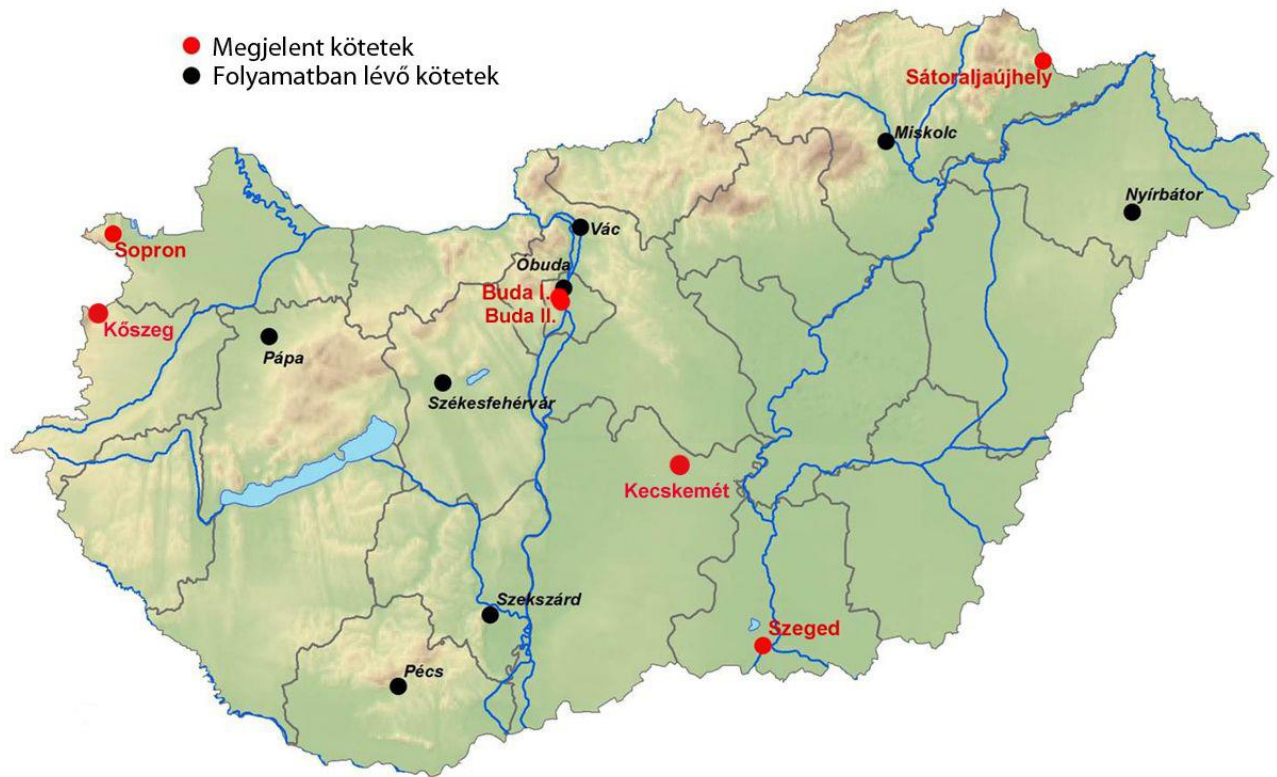 Megjelent kötetek
Folyamatban lévő kötetek
Sátoraljaújhely
Miskolc
Nyírbátor
Vác
Sopron
Óbuda
Buda I.
Buda II.
Kőszeg
Pápa
Székesfehérvár
Kecskemét
Szekszárd
Szeged
Pécs